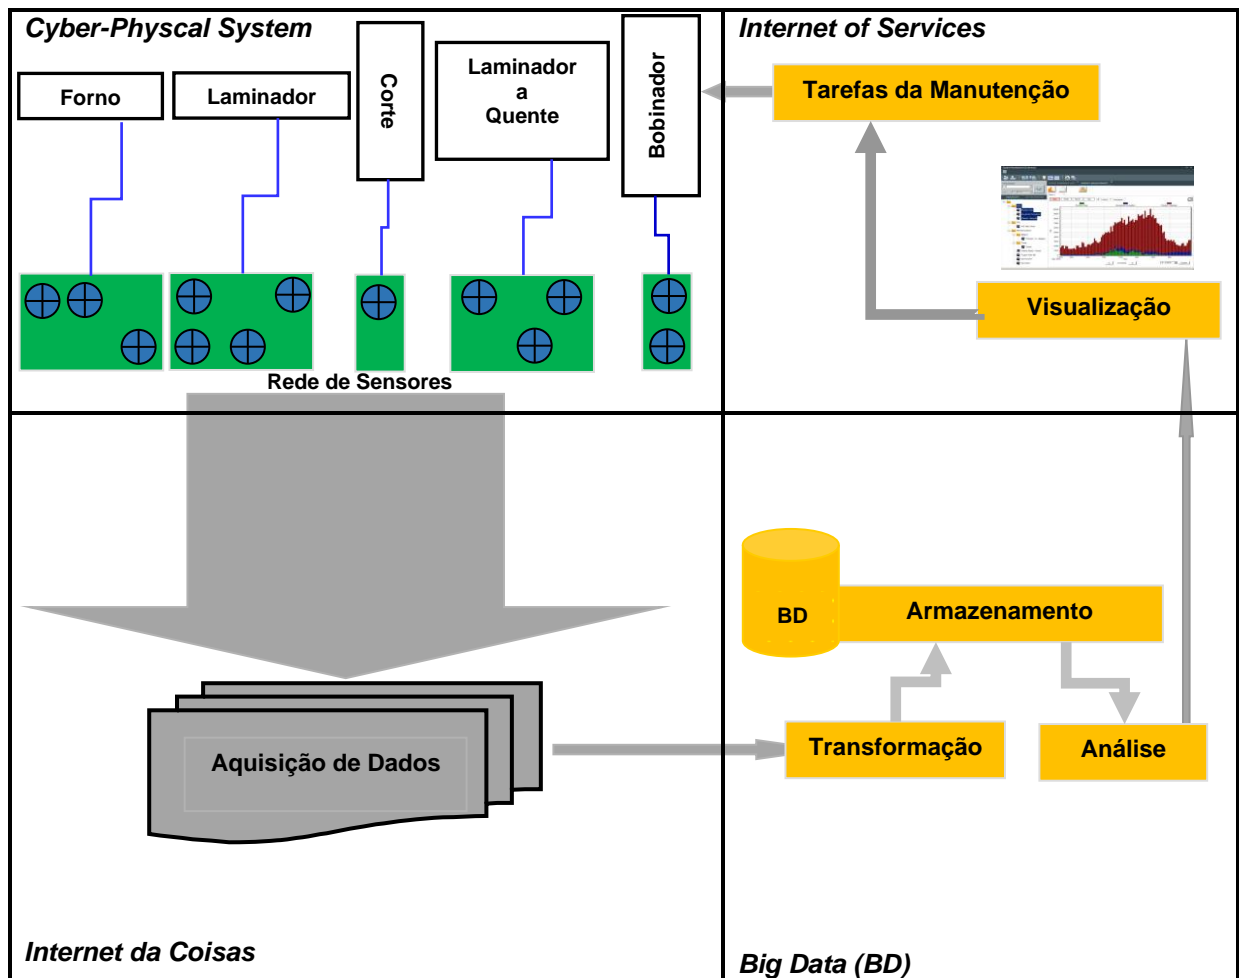 Cyber-Physcal System
Forno
Laminador
Corte
Laminador
a
Quente
Bobinador
Rede de Sensores
Internet of Services
Tarefas da Manutenção
Visualização
Aquisição de Dados
Internet da Coisas
BD
Armazenamento
Transformação
Análise
Big Data (BD)